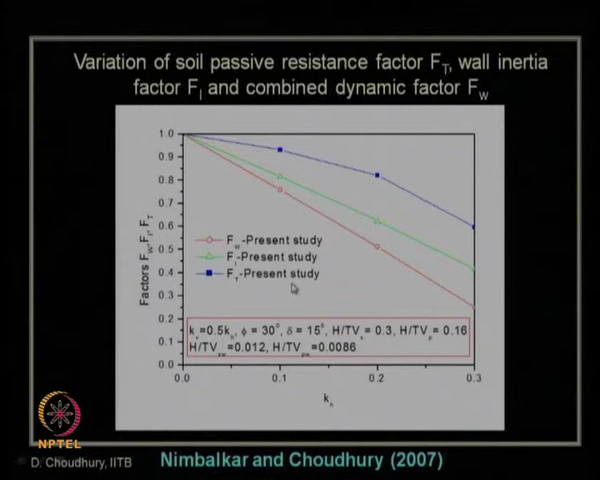 Variation of soil passive resistance factor F_T, wall inertia
factor F_I and combined dynamic factor F_w
1.0
0.9
0.8
0.7
0.6
0.5
0.4
0.3
0.2
0.1
0.0
Factors F_W, F_I, F_T
F_w-Present study
F_I-Present study
F_T-Present study
k_v=0.5k_h, ϕ = 30°, δ = 15°, H/TV_s = 0.3, H/TV_p = 0.16
H/TV_sw=0.012, H/TV_pw=0.0086
0.0 0.1 0.2 0.3
k_h
NPTEL
D. Choudhury, IITB
Nimbalkar and Choudhury (2007)